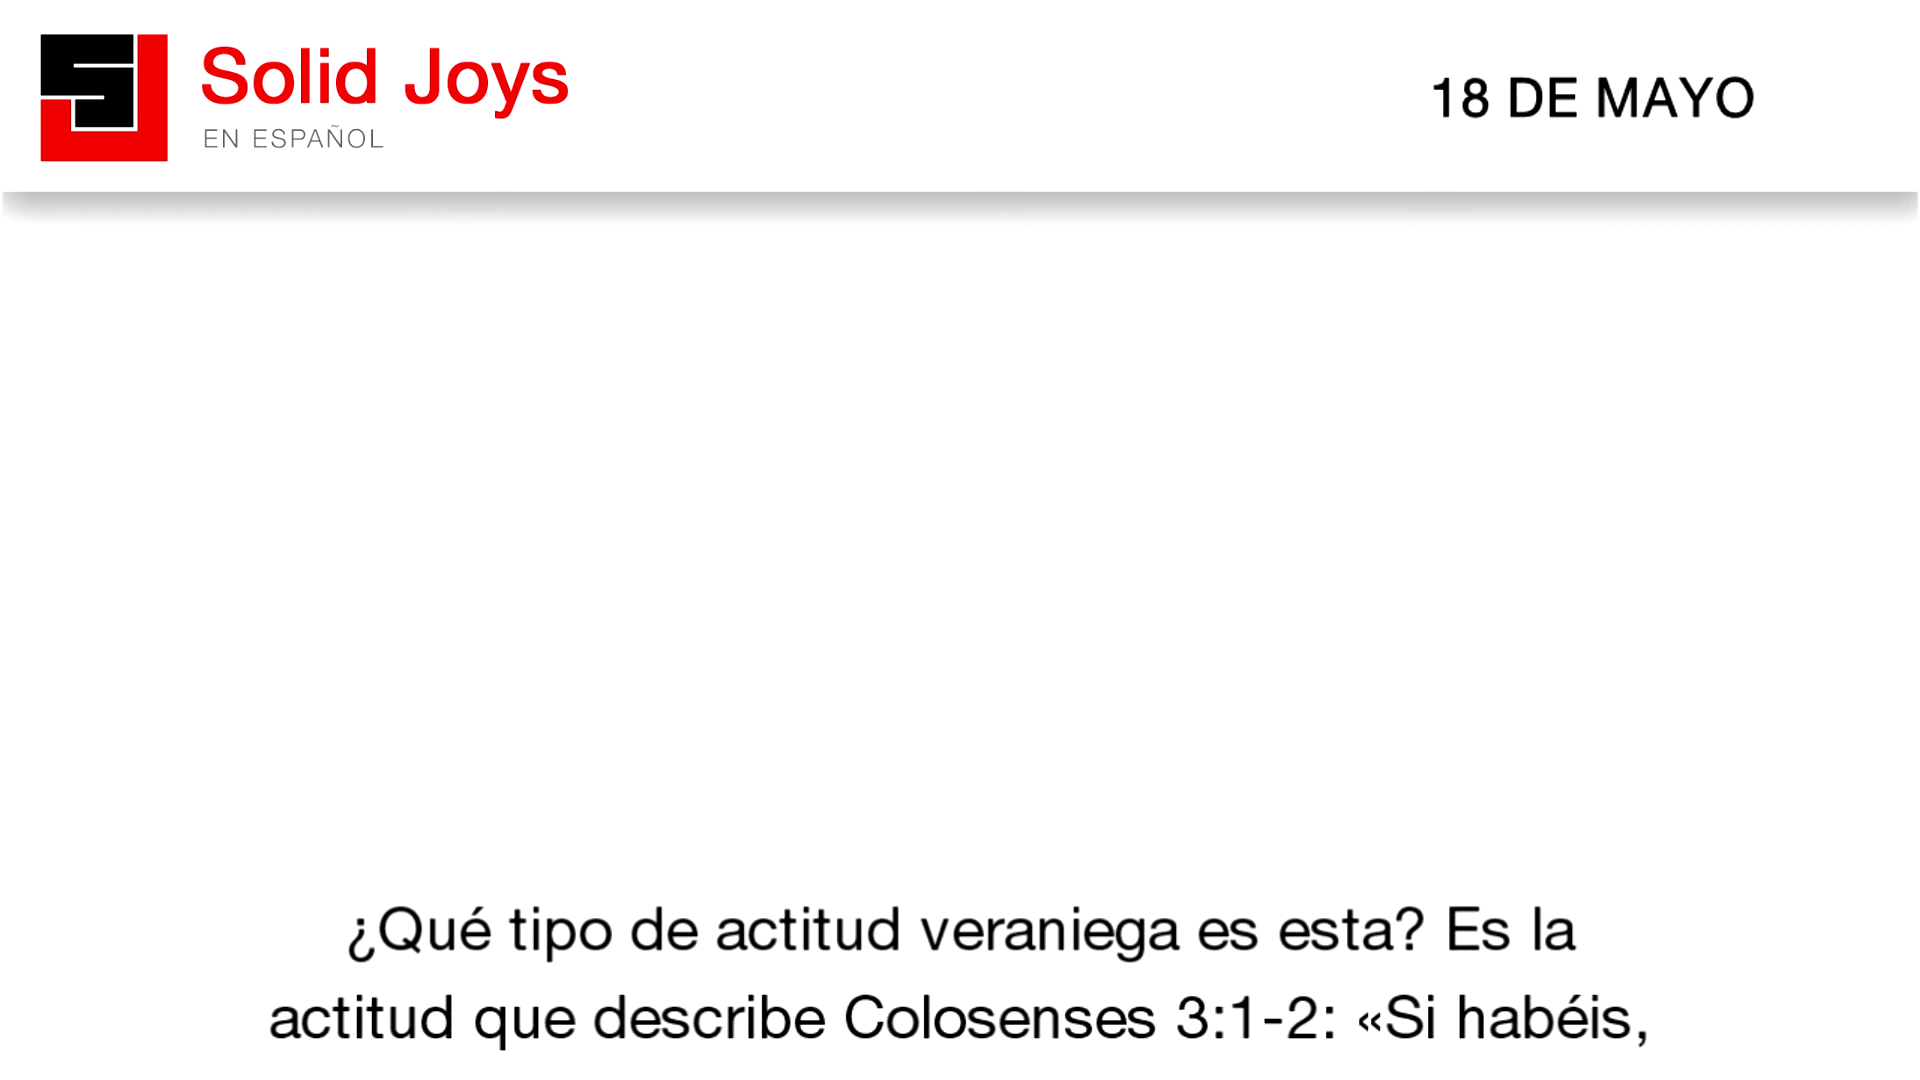 Solid Joys
EN ESPAÑOL
18 DE MAYO
¿Qué tipo de actitud veraniega es esta? Es la
actitud que describe Colosenses 3:1-2: «Si habéis,